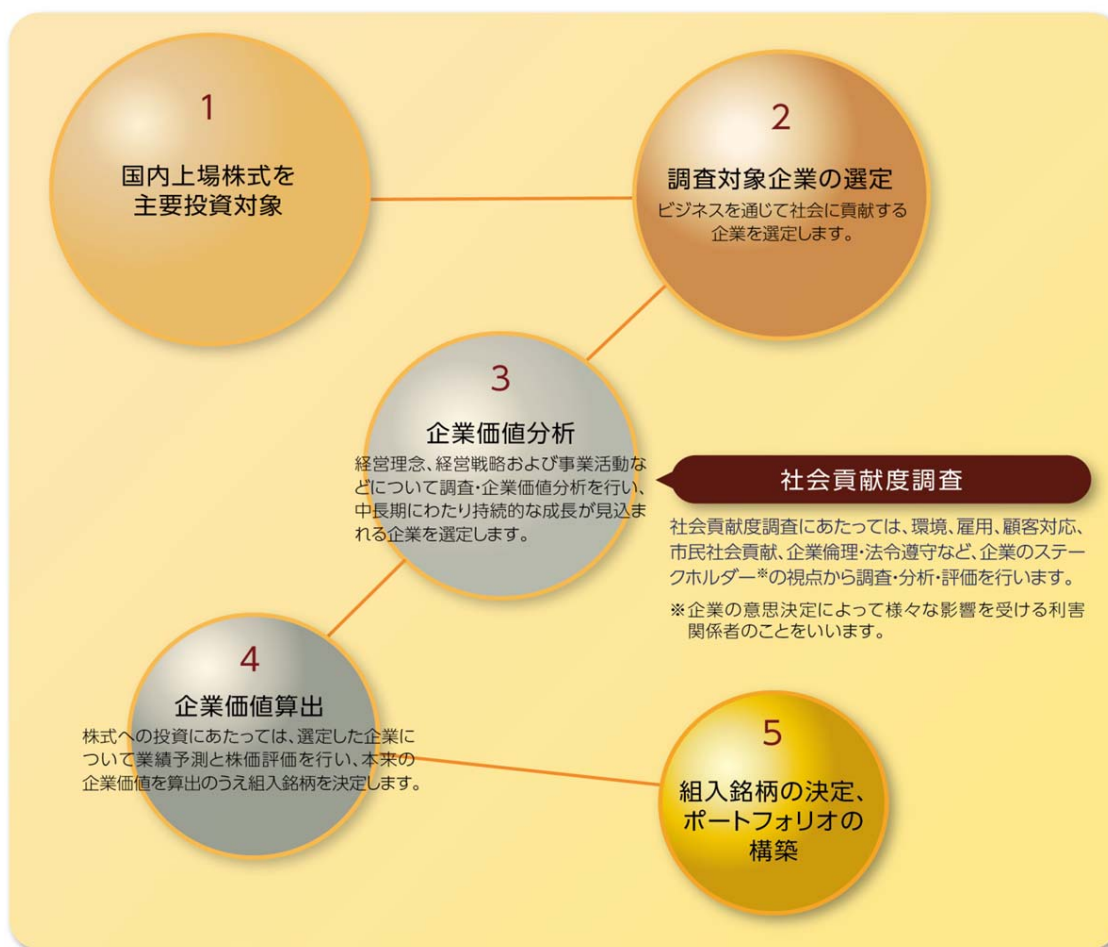 1
国内上場株式を
主要投資対象
2
調査対象企業の選定
ビジネスを通じて社会に貢献する
企業を選定します。
3
企業価値分析
経営理念、経営戦略および事業活動な
どについて調査・企業価値分析を行い、
中長期にわたり持続的な成長が見込ま
れる企業を選定します。
社会貢献度調査
社会貢献度調査にあたっては、環境、雇用、顧客対応、
市民社会貢献、企業倫理・法令遵守など、企業のステー
クホルダー※の視点から調査・分析・評価を行います。
※企業の意思決定によって様々な影響を受ける利害
関係者のことをいいます。
4
企業価値算出
株式への投資にあたっては、選定した企業に
ついて業績予測と株価評価を行い、本来の
企業価値を算出のうえ組入銘柄を決定します。
5
組入銘柄の決定、
ポートフォリオの
構築